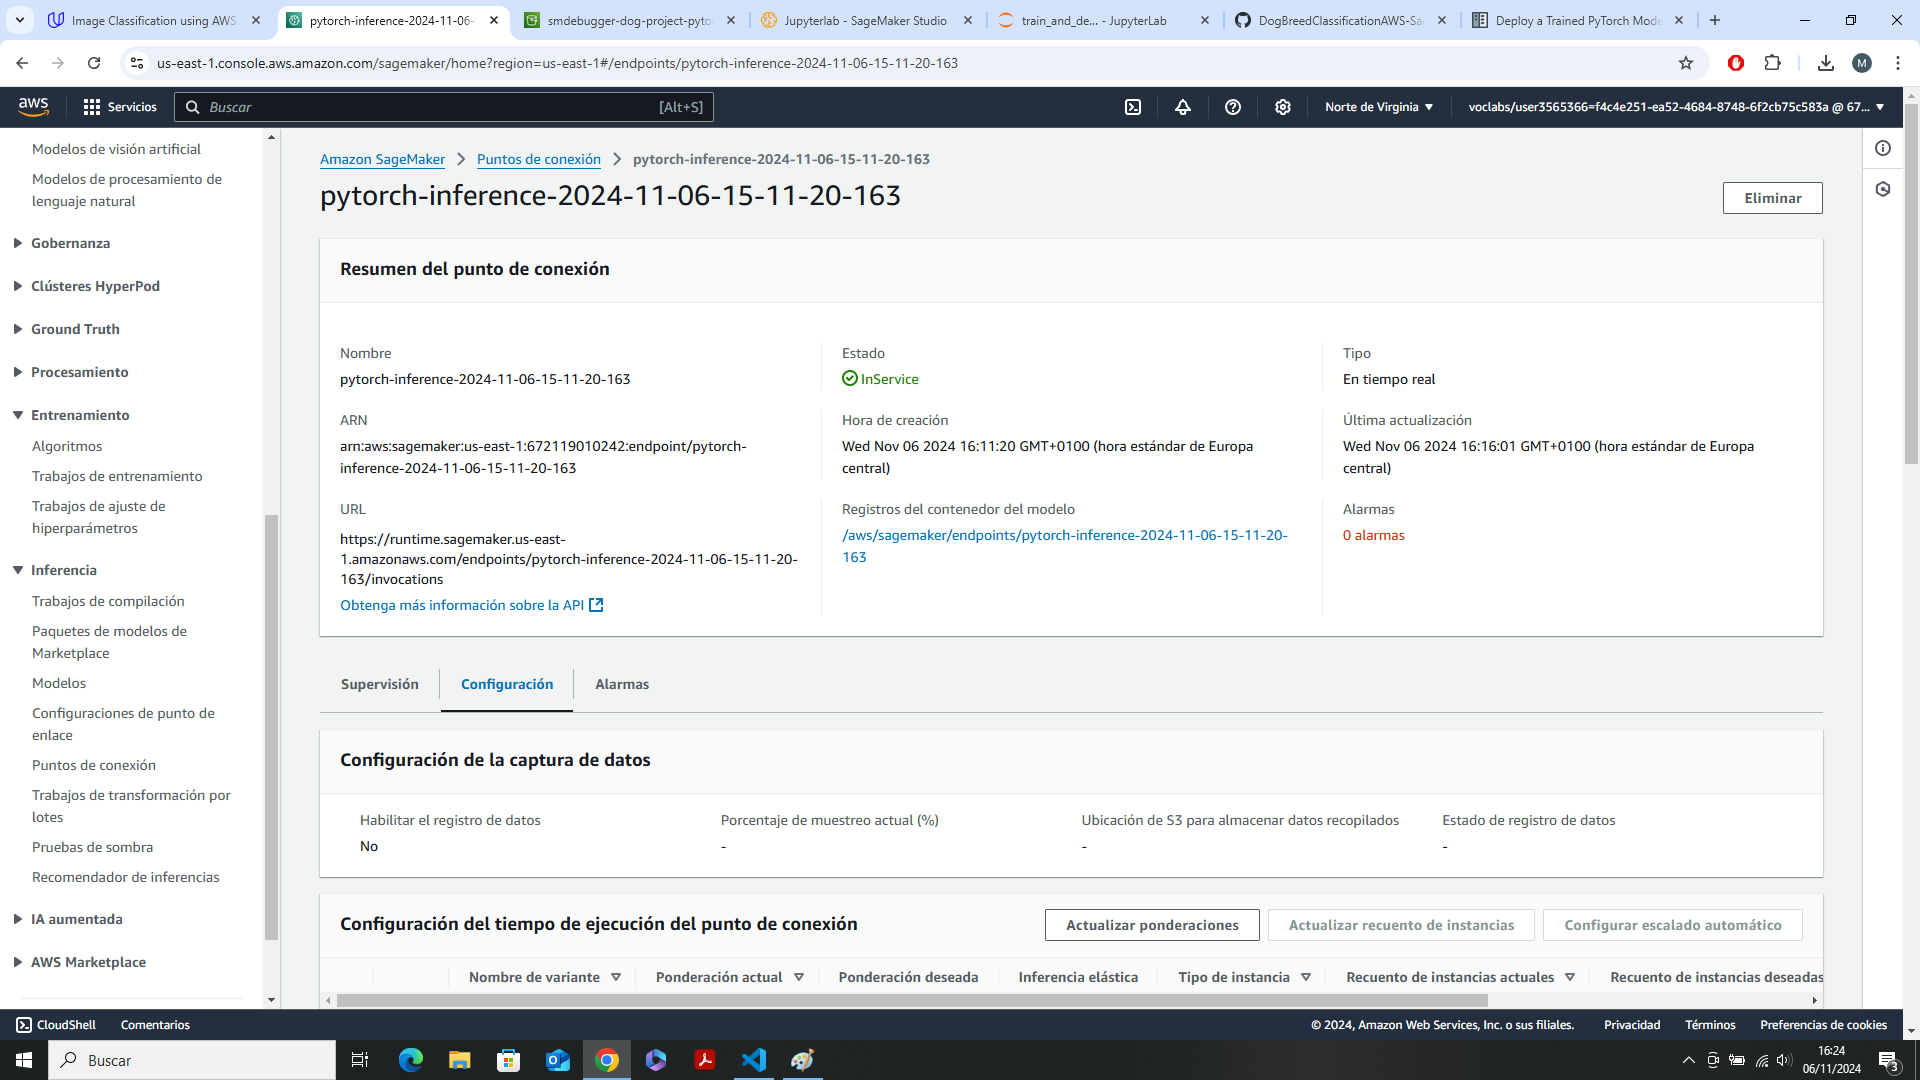 Image Classification using AWS
pytorch-inference-2024-11-06-
smdebugger-dog-project-pytor
Jupyterlab - SageMaker Studio
train_and_de... - JupyterLab
DogBreedClassificationAWS-Sa
Deploy a Trained PyTorch Mode
us-east-1.console.aws.amazon.com/sagemaker/home?region=us-east-1#/endpoints/pytorch-inference-2024-11-06-15-11-20-163
M
aws
Servicios
Buscar
[Alt+S]
Norte de Virginia
voclabs/user3565366=f4c4e251-ea52-4684-8748-6f2cb75c583a @ 67...
Modelos de visión artificial
Modelos de procesamiento de
lenguaje natural
Gobernanza
Clústeres HyperPod
Ground Truth
Procesamiento
Entrenamiento
Algoritmos
Trabajos de entrenamiento
Trabajos de ajuste de
hiperparámetros
Inferencia
Trabajos de compilación
Paquetes de modelos de
Marketplace
Modelos
Configuraciones de punto de
enlace
Puntos de conexión
Trabajos de transformación por
lotes
Pruebas de sombra
Recomendador de inferencias
IA aumentada
AWS Marketplace
Amazon SageMaker
Puntos de conexión
pytorch-inference-2024-11-06-15-11-20-163
pytorch-inference-2024-11-06-15-11-20-163
Eliminar
Resumen del punto de conexión
Nombre
pytorch-inference-2024-11-06-15-11-20-163
Estado
InService
Tipo
En tiempo real
ARN
arn:aws:sagemaker:us-east-1:672119010242:endpoint/pytorch-
inference-2024-11-06-15-11-20-163
Hora de creación
Wed Nov 06 2024 16:11:20 GMT+0100 (hora estándar de Europa
central)
Última actualización
Wed Nov 06 2024 16:16:01 GMT+0100 (hora estándar de Europa
central)
URL
https://runtime.sagemaker.us-east-
1.amazonaws.com/endpoints/pytorch-inference-2024-11-06-15-11-20-
163/invocations
Obtenga más información sobre la API
Registros del contenedor del modelo
/aws/sagemaker/endpoints/pytorch-inference-2024-11-06-15-11-20-
163
Alarmas
0 alarmas
Supervisión
Configuración
Alarmas
Configuración de la captura de datos
Habilitar el registro de datos
No
Porcentaje de muestreo actual (%)
-
Ubicación de S3 para almacenar datos recopilados
-
Estado de registro de datos
-
Configuración del tiempo de ejecución del punto de conexión
Actualizar ponderaciones
Actualizar recuento de instancias
Configurar escalado automático
Nombre de variante
Ponderación actual
Ponderación deseada
Inferencia elástica
Tipo de instancia
Recuento de instancias actuales
Recuento de instancias deseadas
CloudShell
Comentarios
© 2024, Amazon Web Services, Inc. o sus filiales.
Privacidad
Términos
Preferencias de cookies
Buscar
16:24
06/11/2024
3